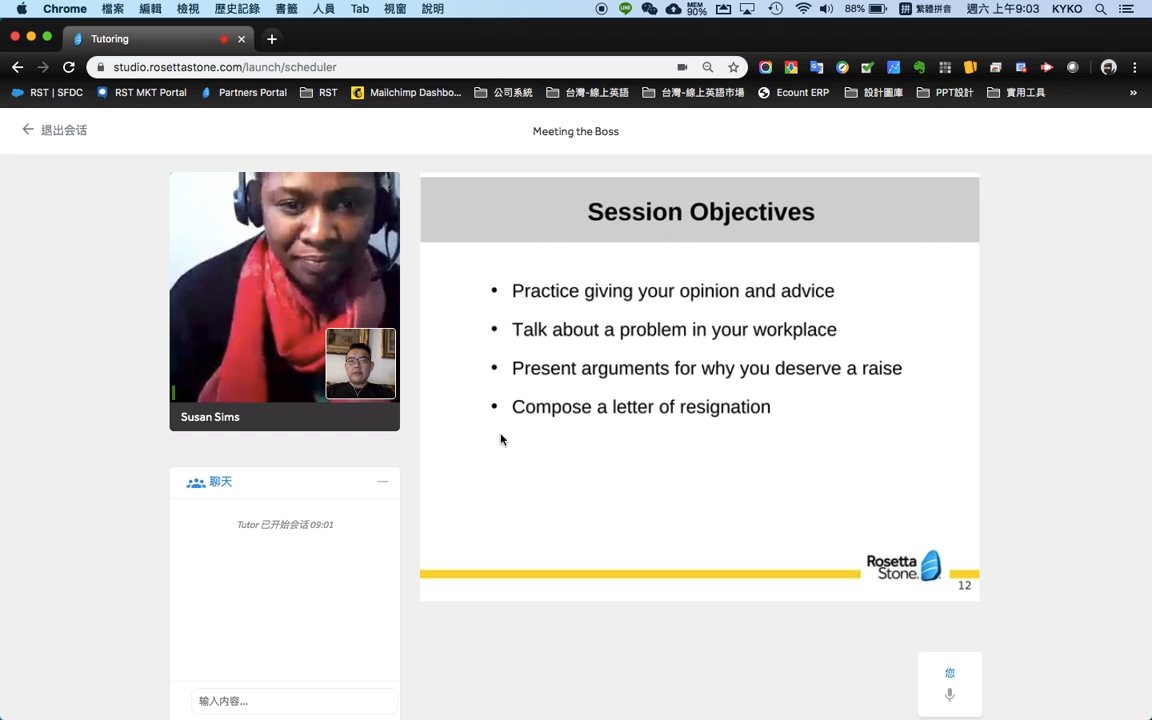 Chrome 檔案 編輯 檢視 歷史記錄 書籤 人員 Tab 視窗 說明 MEM 90% 88% 拼 繁體拼音 週六 上午9:03 KYKO
Tutoring
studio.rosettastone.com/launch/scheduler
RST | SFDC RST MKT Portal Partners Portal RST Mailchimp Dashbo... 公司系統 台灣-線上英語 台灣-線上英語市場 Ecount ERP 設計圖庫 PPT設計 實用工具 »
退出会话
Meeting the Boss
Session Objectives
• Practice giving your opinion and advice
• Talk about a problem in your workplace
• Present arguments for why you deserve a raise
• Compose a letter of resignation
Rosetta
Stone
12
Susan Sims
聊天
Tutor 已开始会话 09:01
输入内容...
您